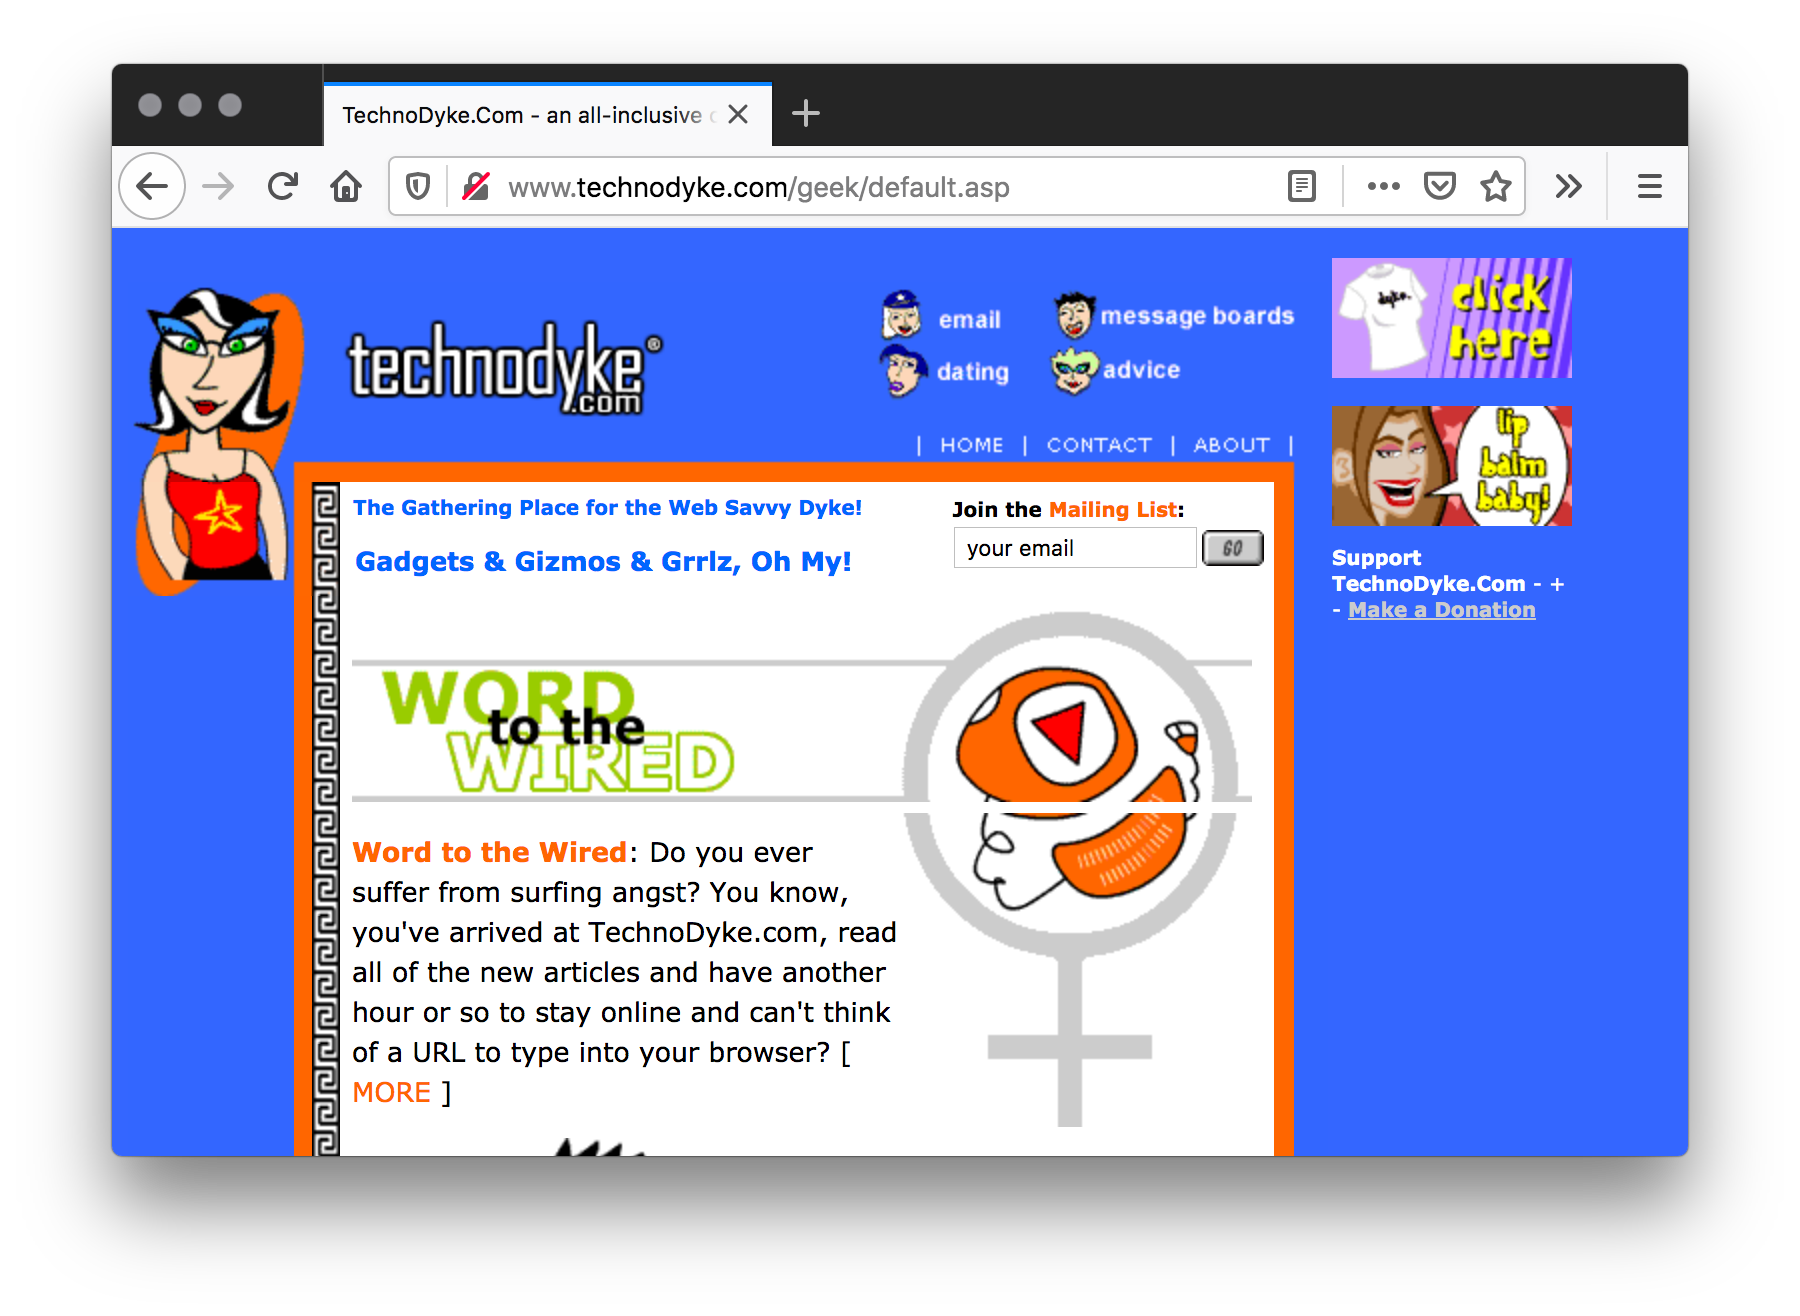 TechnoDyke.Com - an all-inclusive
www.technodyke.com/geek/default.asp
technodyke®
.com
email
message boards
dating
advice
| HOME | CONTACT | ABOUT |
dyke.
click
here
lip
balm
baby!
Support
TechnoDyke.Com - +
- Make a Donation
The Gathering Place for the Web Savvy Dyke!
Gadgets & Gizmos & Grrlz, Oh My!
Join the Mailing List:
your email
GO
WORD
to the
WIRED
Word to the Wired: Do you ever
suffer from surfing angst? You know,
you've arrived at TechnoDyke.com, read
all of the new articles and have another
hour or so to stay online and can't think
of a URL to type into your browser? [
MORE ]